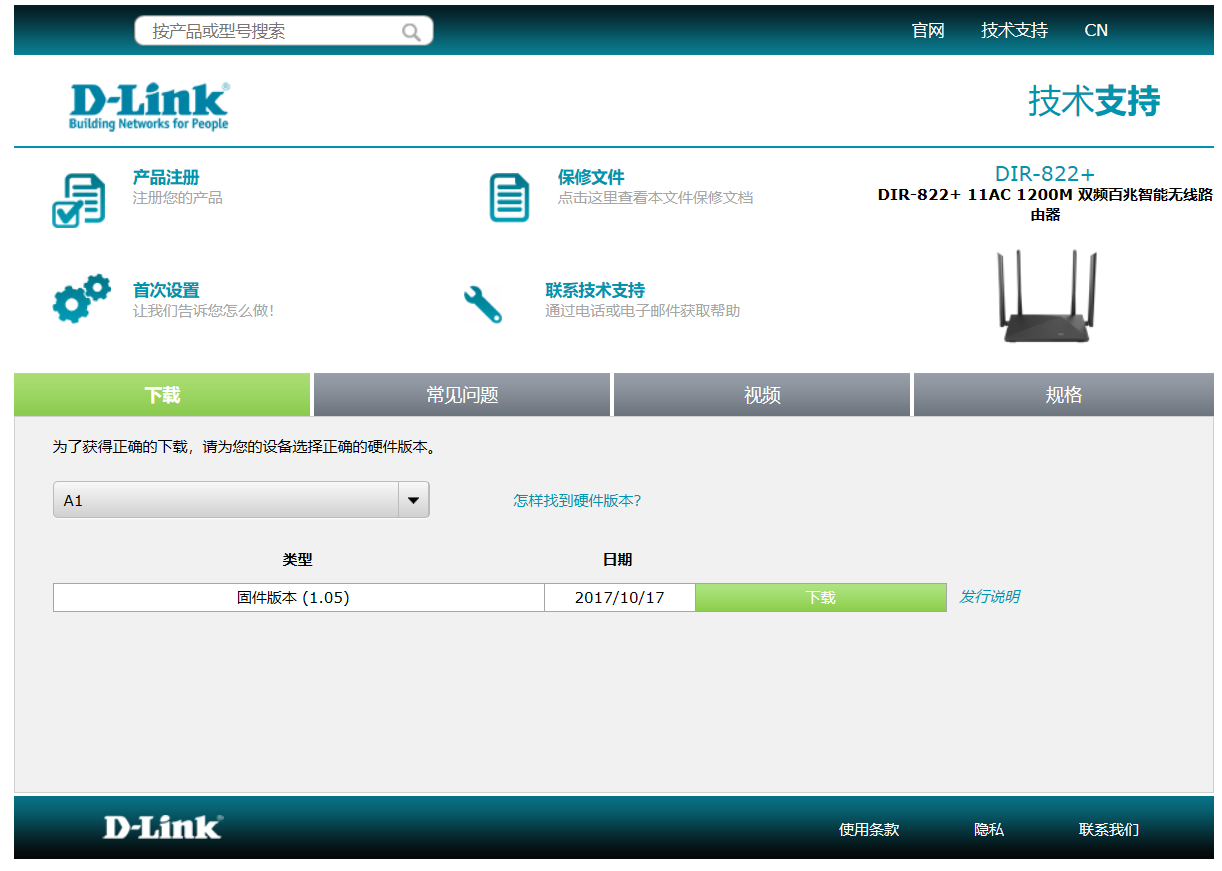 按产品或型号搜索
官网 技术支持 CN
D-Link®
Building Networks for People
技术支持
产品注册
注册您的产品
保修文件
点击这里查看本文件保修文档
DIR-822+
DIR-822+ 11AC 1200M 双频百兆智能无线路
由器
首次设置
让我们告诉您怎么做！
联系技术支持
通过电话或电子邮件获取帮助
下载 常见问题 视频 规格
为了获得正确的下载，请为您的设备选择正确的硬件版本。
A1
怎样找到硬件版本？
类型 日期
固件版本 (1.05) 2017/10/17 下载 发行说明
D-Link®
使用条款 隐私 联系我们